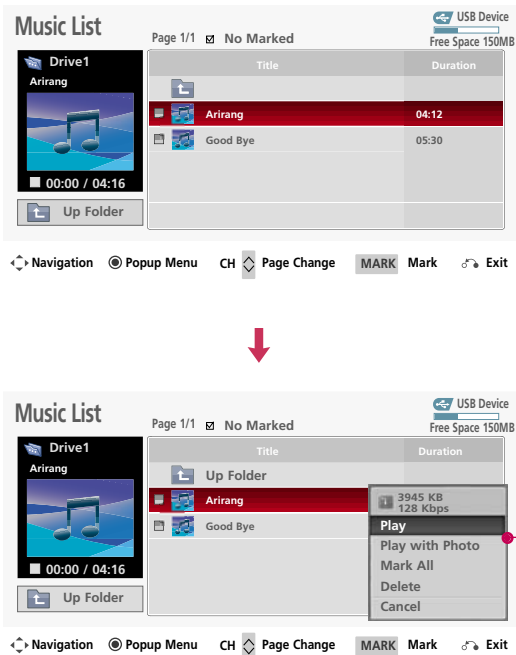 Music List
Page 1/1 No Marked
USB Device
Free Space 150MB
Drive1
Arirang
00:00 / 04:16
Up Folder
Title Duration
Arirang 04:12
Good Bye 05:30
Navigation Popup Menu CH Page Change MARK Mark Exit
Music List
Page 1/1 No Marked
USB Device
Free Space 150MB
Drive1
Arirang
00:00 / 04:16
Up Folder
Title Duration
Up Folder
Arirang
Good Bye
3945 KB
128 Kbps
Play
Play with Photo
Mark All
Delete
Cancel
Navigation Popup Menu CH Page Change MARK Mark Exit